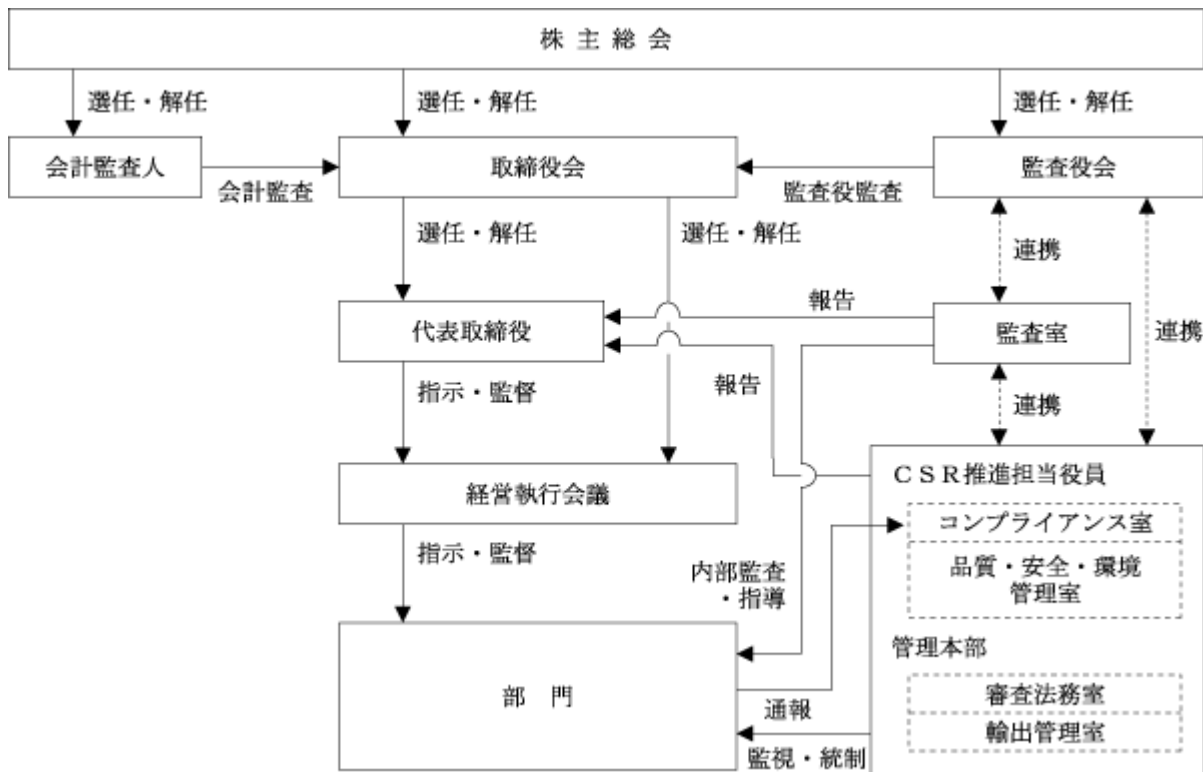 株主総会
選任・解任
選任・解任
選任・解任
会計監査人
取締役会
監査役会
会計監査
監査役監査
選任・解任
選任・解任
連携
報告
代表取締役
監査室
連携
指示・監督
報告
連携
経営執行会議
CSR推進担当役員
コンプライアンス室
指示・監督
品質・安全・環境
管理室
内部監査
・指導
管理本部
部門
審査法務室
通報
輸出管理室
監視・統制